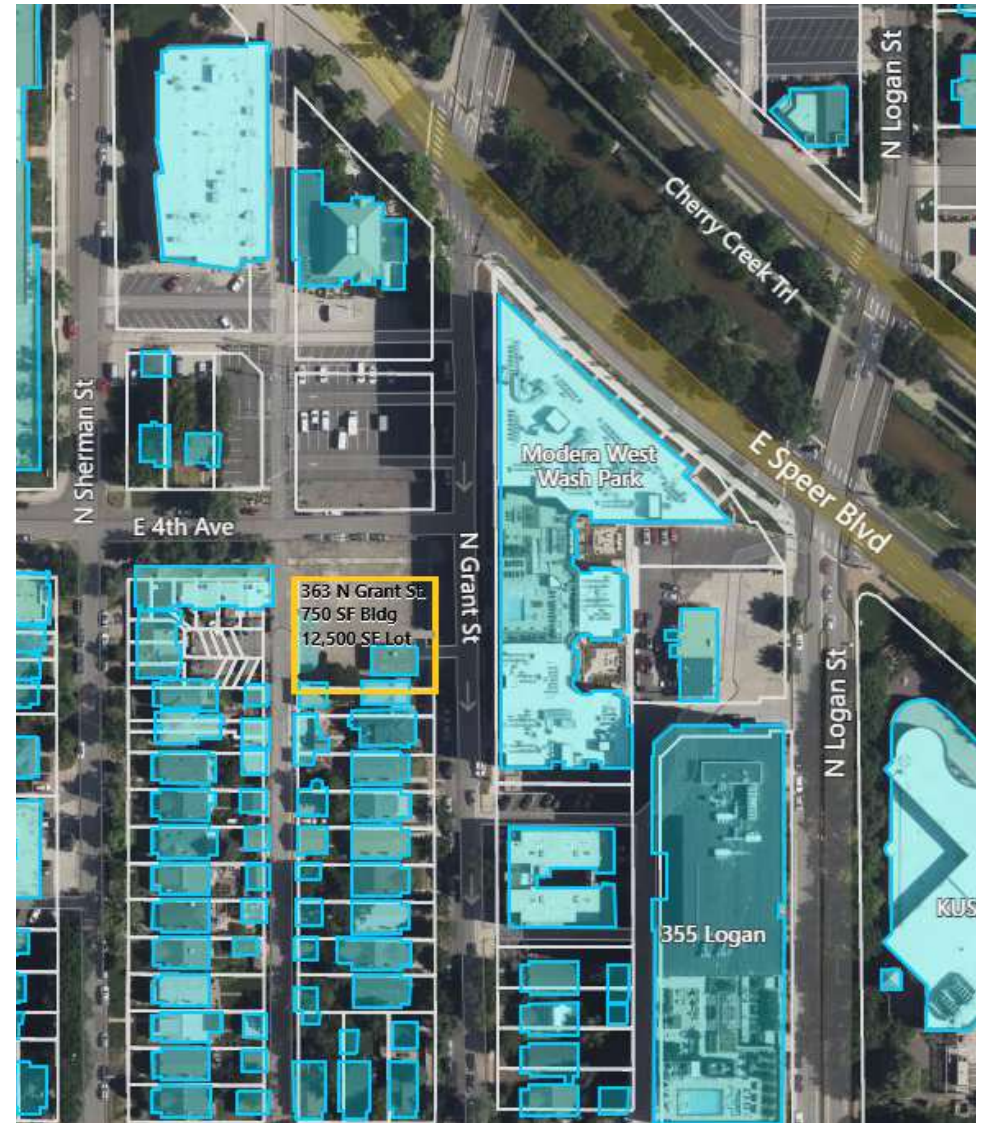 N Logan St
Cherry Creek Trl
N Sherman St
Modera West
Wash Park
E Speer Blvd
E 4th Ave
N Grant St
363 N Grant St.
750 SF Bldg
12,500 SF Lot
N Logan St
KUS
355 Logan